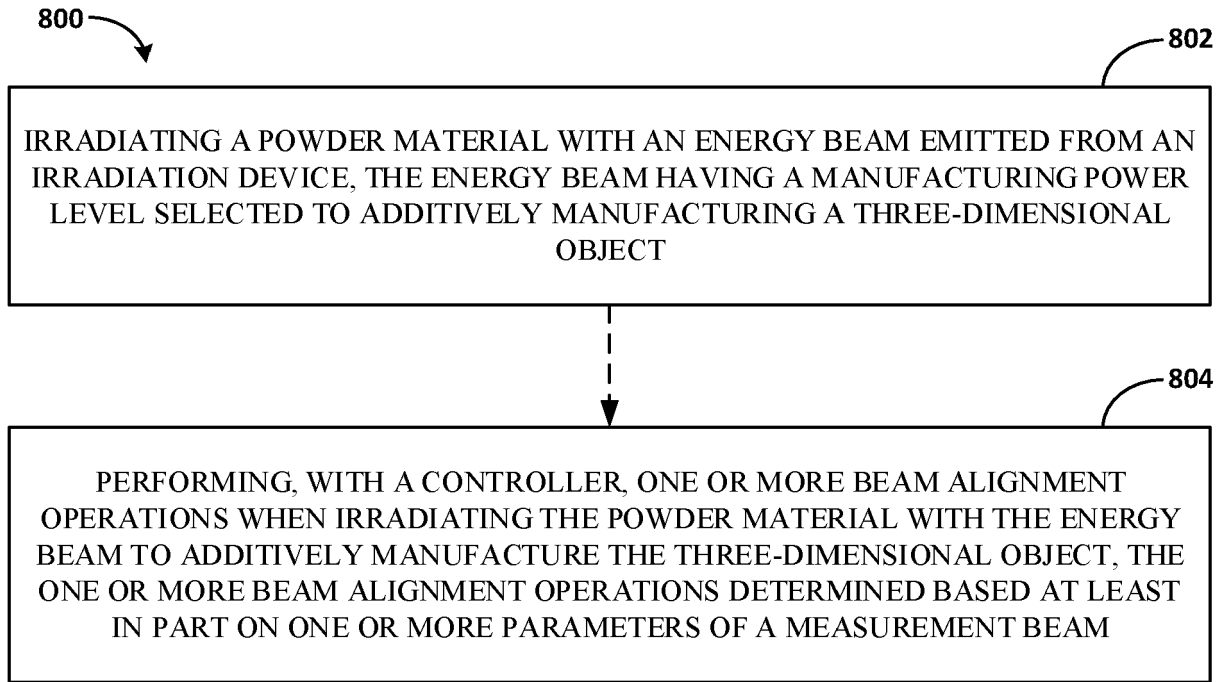 800
802
IRRADIATING A POWDER MATERIAL WITH AN ENERGY BEAM EMITTED FROM AN
IRRADIATION DEVICE, THE ENERGY BEAM HAVING A MANUFACTURING POWER
LEVEL SELECTED TO ADDITIVELY MANUFACTURING A THREE-DIMENSIONAL
OBJECT
804
PERFORMING, WITH A CONTROLLER, ONE OR MORE BEAM ALIGNMENT
OPERATIONS WHEN IRRADIATING THE POWDER MATERIAL WITH THE ENERGY
BEAM TO ADDITIVELY MANUFACTURE THE THREE-DIMENSIONAL OBJECT, THE
ONE OR MORE BEAM ALIGNMENT OPERATIONS DETERMINED BASED AT LEAST
IN PART ON ONE OR MORE PARAMETERS OF A MEASUREMENT BEAM